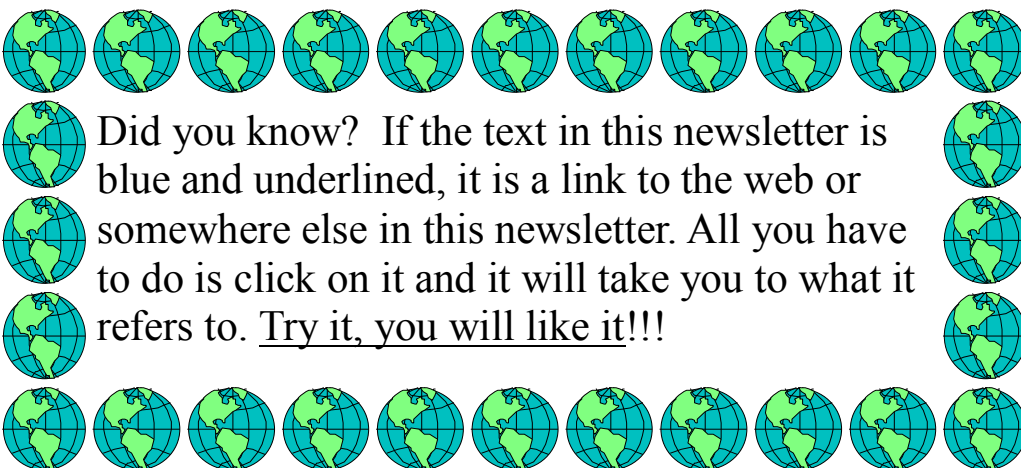 Did you know?  If the text in this newsletter is
blue and underlined, it is a link to the web or
somewhere else in this newsletter. All you have
to do is click on it and it will take you to what it
refers to. Try it, you will like it!!!